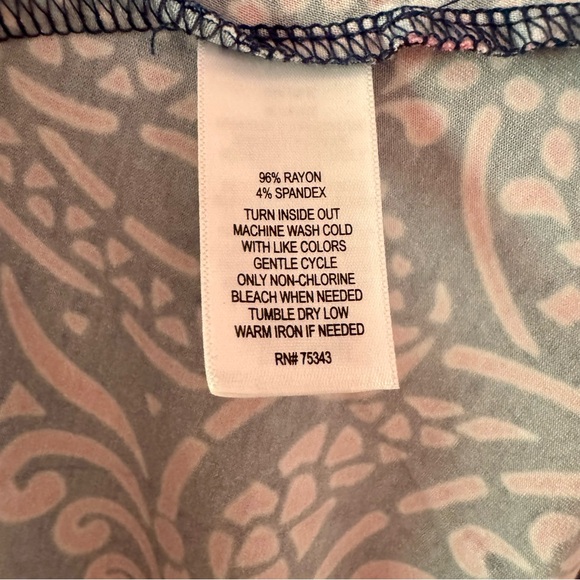 96% RAYON
4% SPANDEX
TURN INSIDE OUT
MACHINE WASH COLD
WITH LIKE COLORS
GENTLE CYCLE
ONLY NON-CHLORINE
BLEACH WHEN NEEDED
TUMBLE DRY LOW
WARM IRON IF NEEDED
RN# 75343